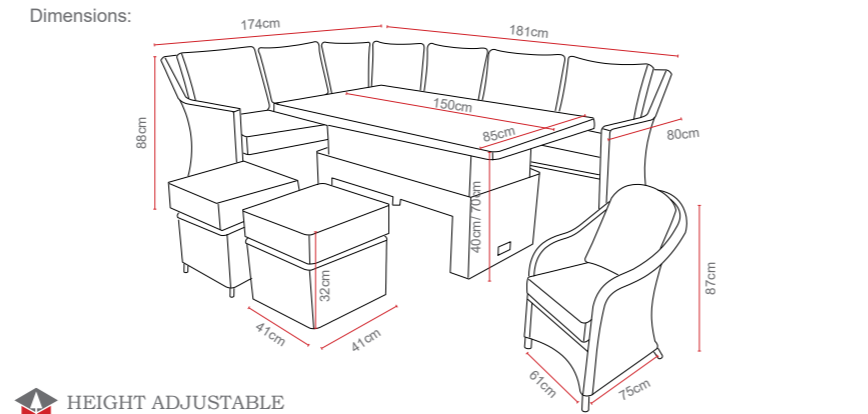 Dimensions:
174cm
181cm
150cm
85cm
80cm
88cm
40cm/ 70cm
32cm
41cm
41cm
87cm
61cm
75cm
HEIGHT ADJUSTABLE